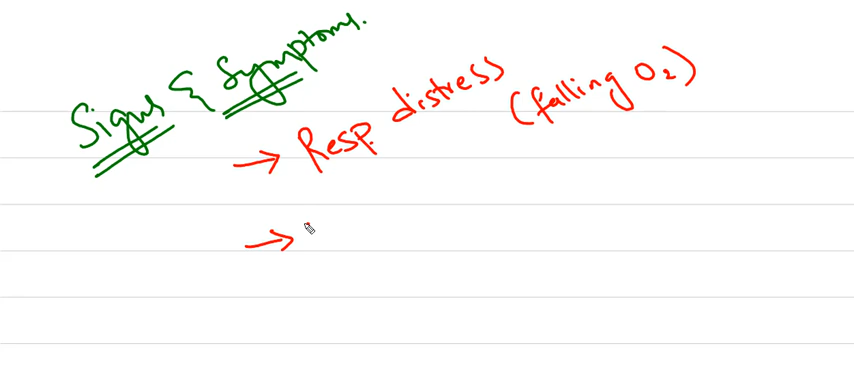 Signs & Symptoms.
→ Resp. distress (falling O₂)
→